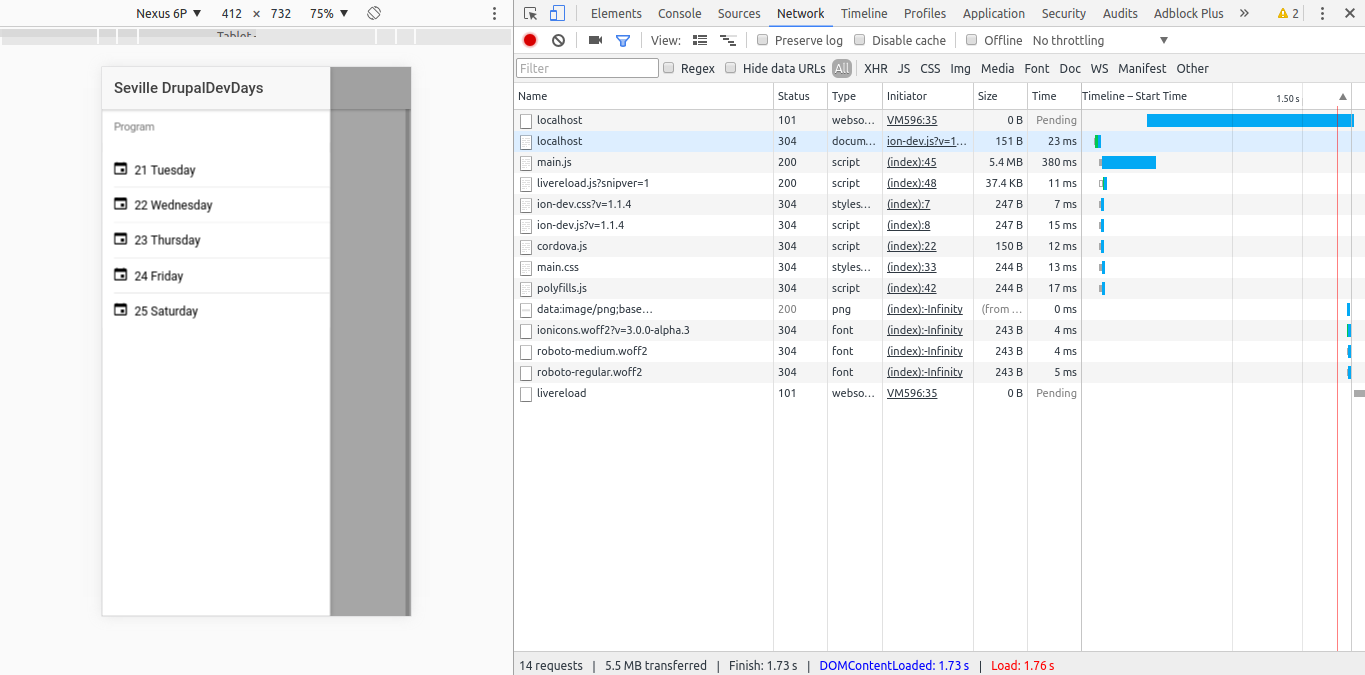 Nexus 6P ▼ 412 × 732 75% ▼
Seville DrupalDevDays
Program
21 Tuesday
22 Wednesday
23 Thursday
24 Friday
25 Saturday
Elements Console Sources Network Timeline Profiles Application Security Audits Adblock Plus » 2
View: Preserve log Disable cache Offline No throttling ▼
Filter Regex Hide data URLs All XHR JS CSS Img Media Font Doc WS Manifest Other
Name Status Type Initiator Size Time Timeline – Start Time 1.50 s ▲
localhost 101 webso... VM596:35 0 B Pending
localhost 304 docum... ion-dev.js?v=1.... 151 B 23 ms
main.js 200 script (index):45 5.4 MB 380 ms
livereload.js?snipver=1 200 script (index):48 37.4 KB 11 ms
ion-dev.css?v=1.1.4 304 styles... (index):7 247 B 7 ms
ion-dev.js?v=1.1.4 304 script (index):8 247 B 15 ms
cordova.js 304 script (index):22 150 B 12 ms
main.css 304 styles... (index):33 244 B 13 ms
polyfills.js 304 script (index):42 244 B 17 ms
data:image/png;base... 200 png (index):-Infinity (from ... 0 ms
ionicons.woff2?v=3.0.0-alpha.3 304 font (index):-Infinity 243 B 4 ms
roboto-medium.woff2 304 font (index):-Infinity 243 B 4 ms
roboto-regular.woff2 304 font (index):-Infinity 243 B 5 ms
livereload 101 webso... VM596:35 0 B Pending
14 requests | 5.5 MB transferred | Finish: 1.73 s | DOMContentLoaded: 1.73 s | Load: 1.76 s